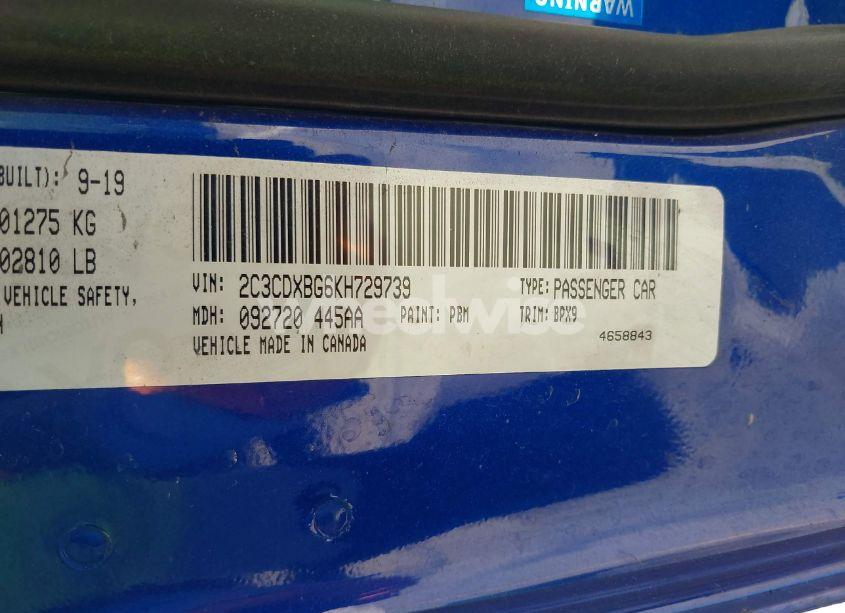 WARNING
BUILT): 9-19
01275 KG
02810 LB
VEHICLE SAFETY,
VIN: 2C3CDXBG6KH729739 TYPE: PASSENGER CAR
MDH: 092720 445AA PAINT: PBM TRIM: BPX9
VEHICLE MADE IN CANADA 4658843